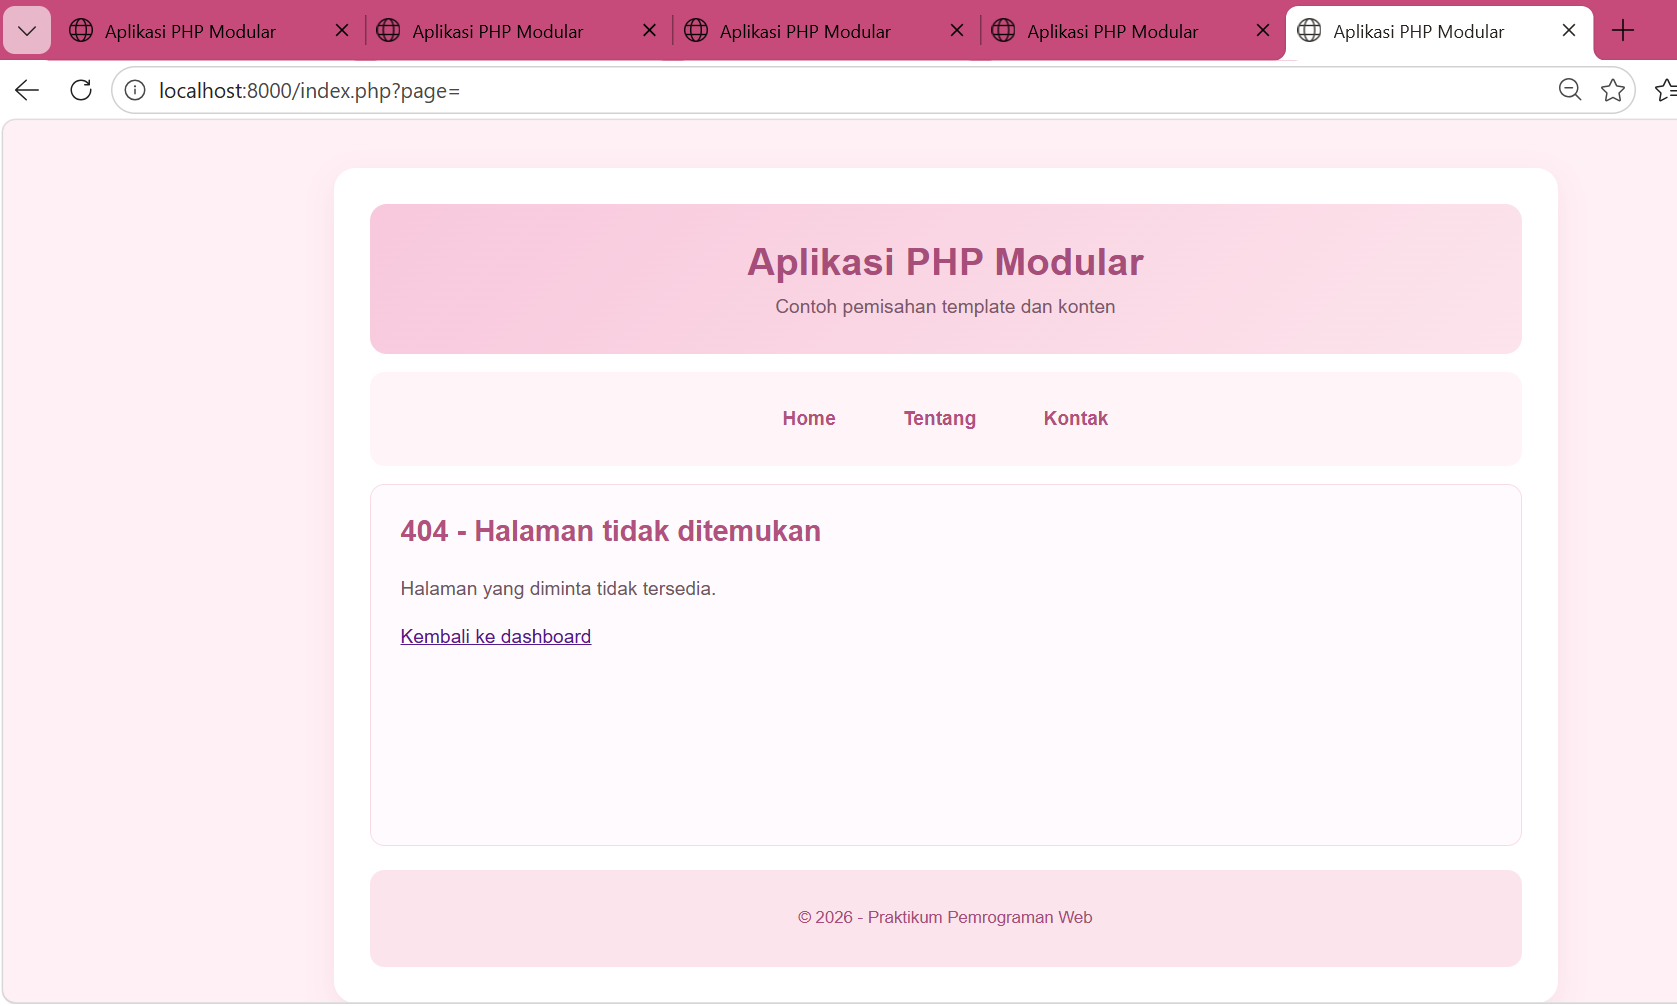 Aplikasi PHP Modular
Aplikasi PHP Modular
Aplikasi PHP Modular
Aplikasi PHP Modular
Aplikasi PHP Modular
localhost:8000/index.php?page=
Aplikasi PHP Modular
Contoh pemisahan template dan konten
Home Tentang Kontak
404 - Halaman tidak ditemukan
Halaman yang diminta tidak tersedia.
Kembali ke dashboard
© 2026 - Praktikum Pemrograman Web